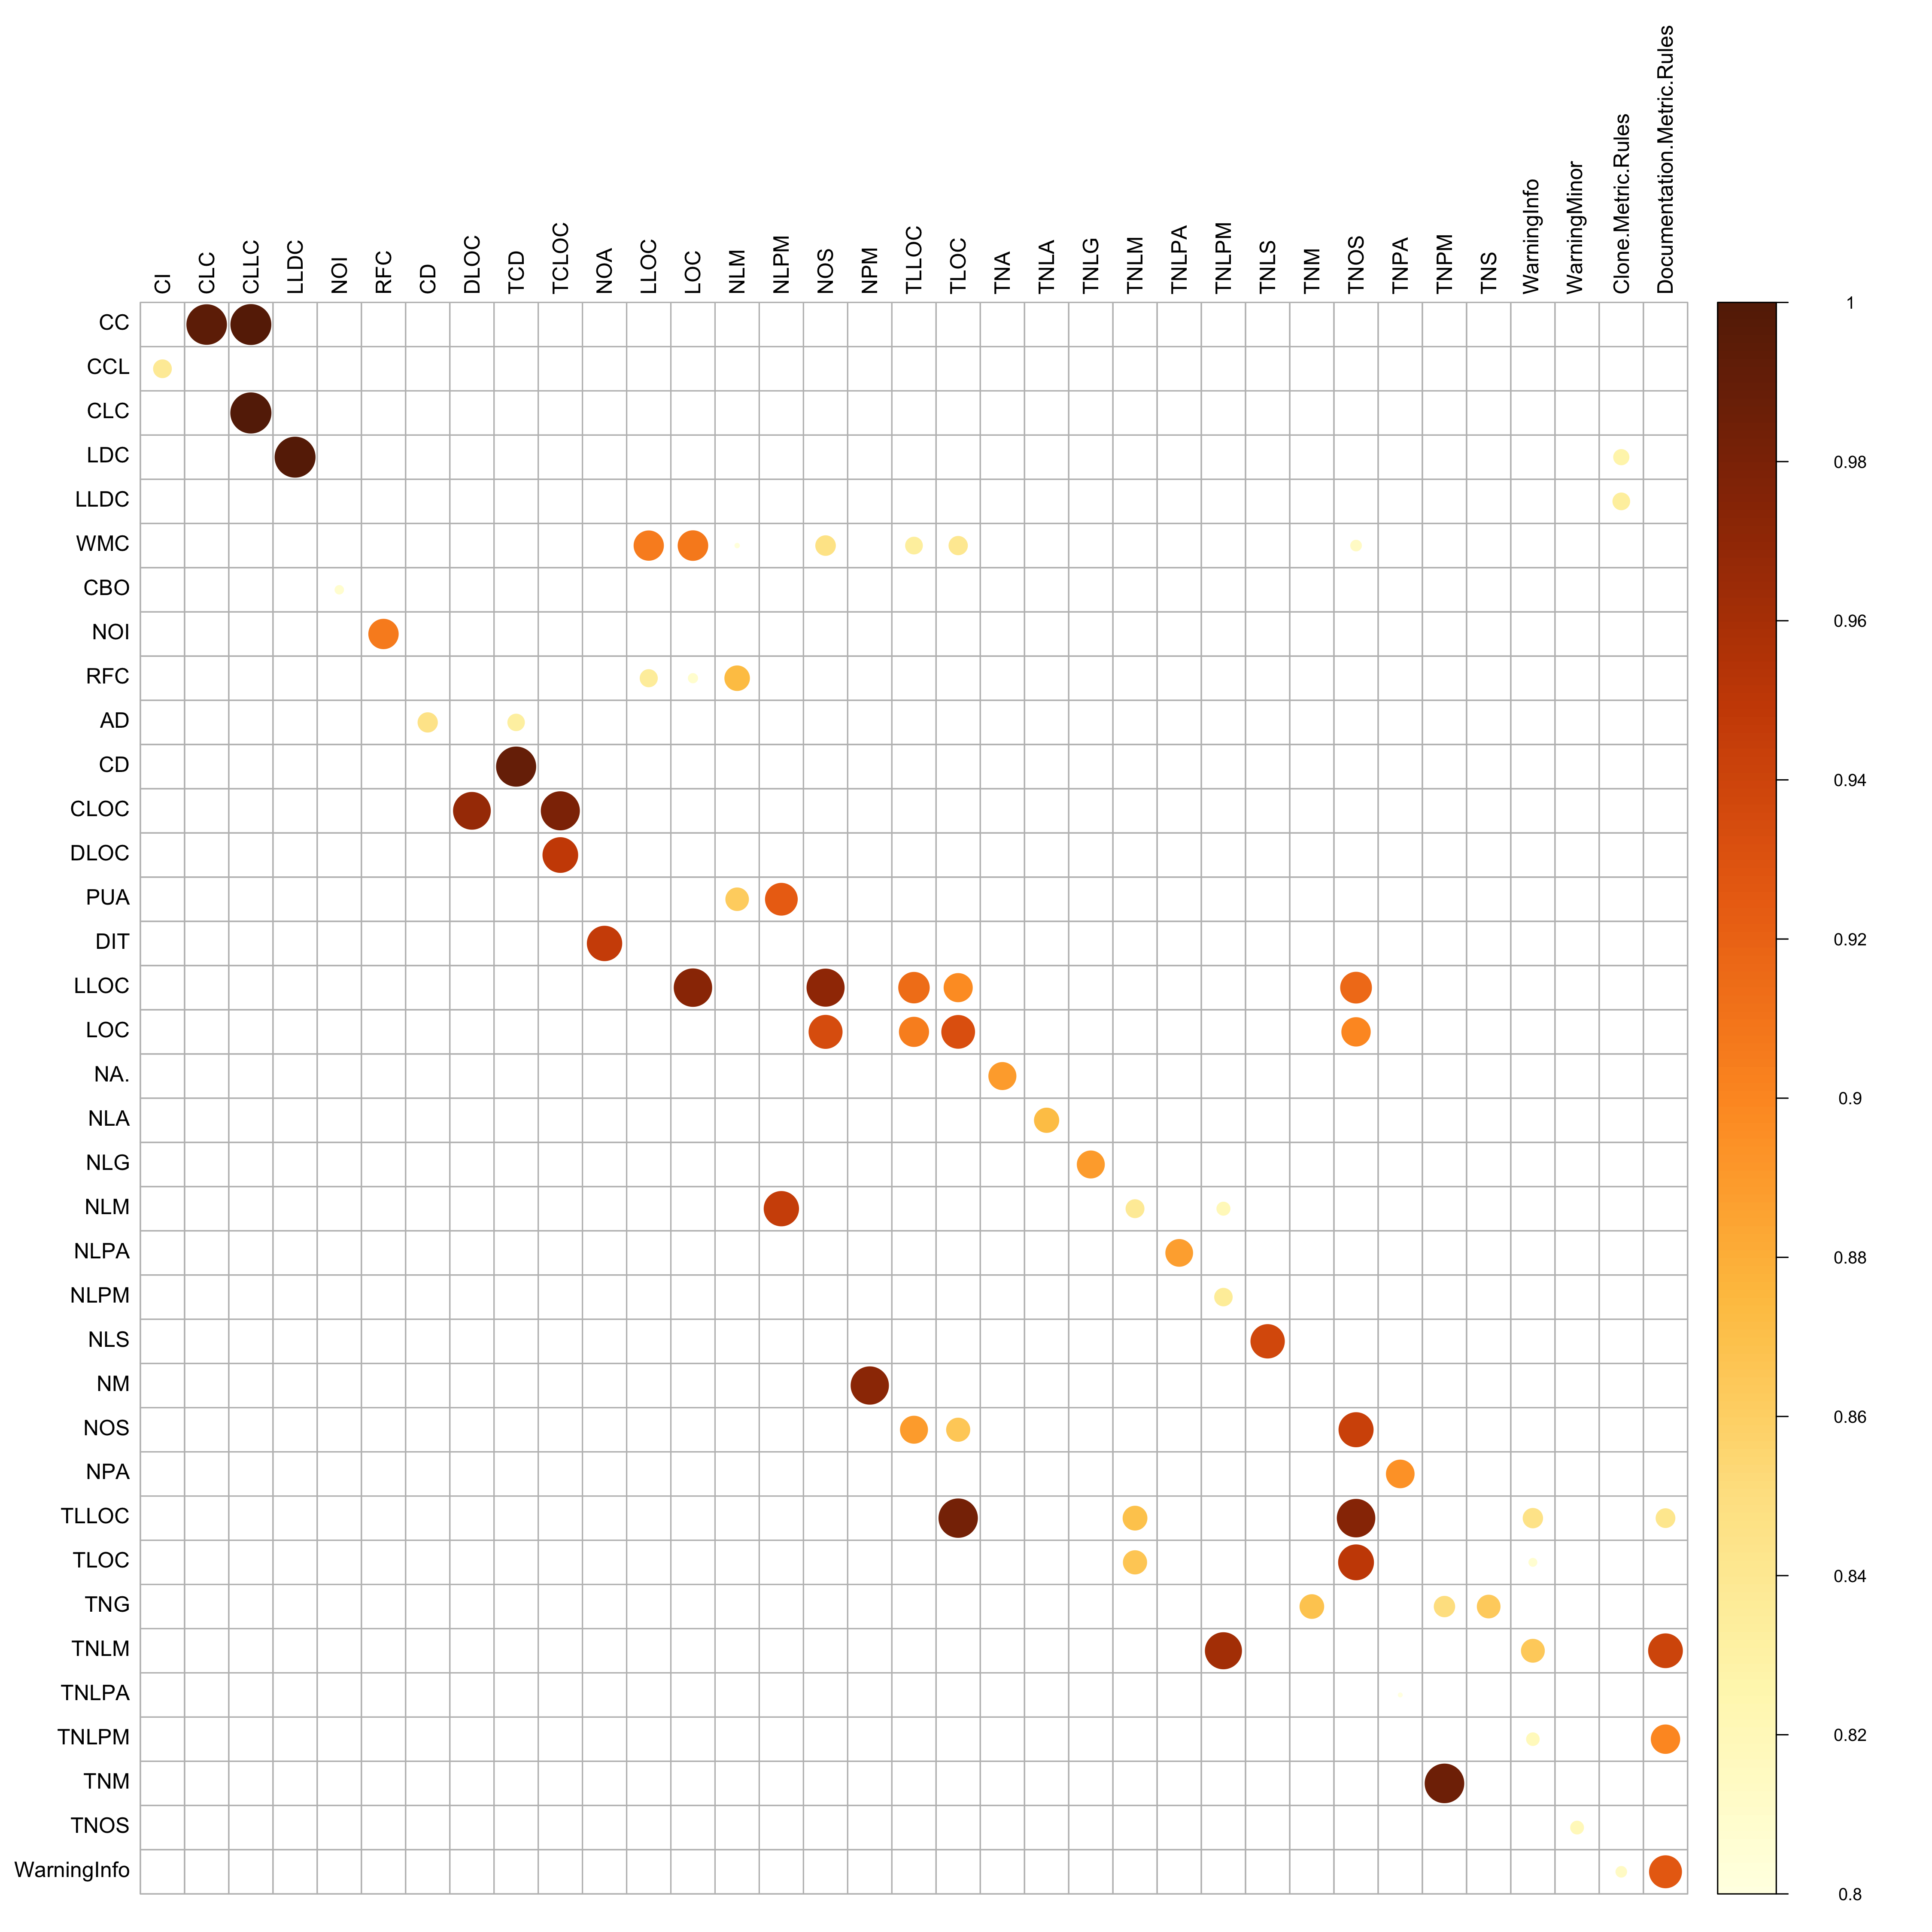 CI
CLC
CLLC
LLDC
NOI
RFC
CD
DLOC
TCD
TCLOC
NOA
LLOC
LOC
NLM
NLPM
NOS
NPM
TLLOC
TLOC
TNA
TNLA
TNLG
TNLM
TNLPA
TNLPM
TNLS
TNM
TNOS
TNPA
TNPM
TNS
WarningInfo
WarningMinor
Clone.Metric.Rules
Documentation.Metric.Rules
CC
CCL
CLC
LDC
LLDC
WMC
CBO
NOI
RFC
AD
CD
CLOC
DLOC
PUA
DIT
LLOC
LOC
NA.
NLA
NLG
NLM
NLPA
NLPM
NLS
NM
NOS
NPA
TLLOC
TLOC
TNG
TNLM
TNLPA
TNLPM
TNM
TNOS
WarningInfo
1
0.98
0.96
0.94
0.92
0.9
0.88
0.86
0.84
0.82
0.8